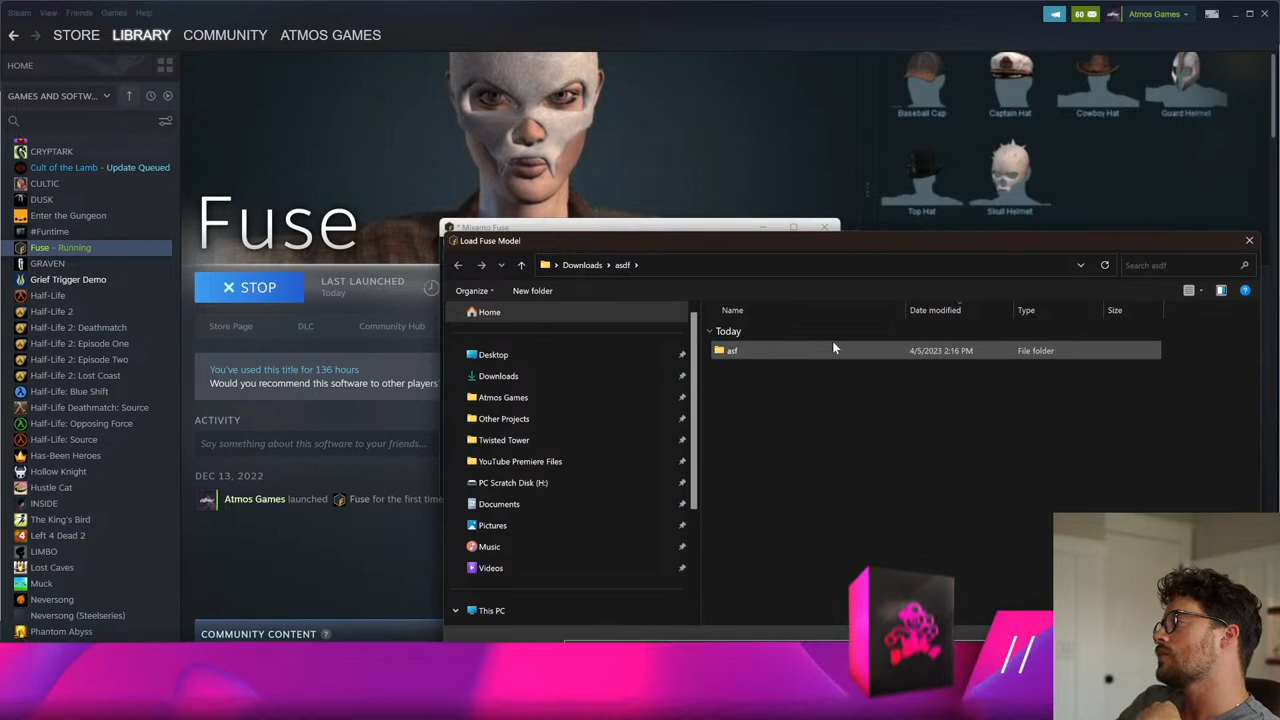 Steam View Friends Games Help
60 Atmos Games
STORE LIBRARY COMMUNITY ATMOS GAMES
HOME
GAMES AND SOFTW...
CRYPTARK
Cult of the Lamb - Update Queued
CULTIC
DUSK
Enter the Gungeon
#Funtime
Fuse - Running
GRAVEN
Grief Trigger Demo
Half-Life
Half-Life 2
Half-Life 2: Deathmatch
Half-Life 2: Episode One
Half-Life 2: Episode Two
Half-Life 2: Lost Coast
Half-Life: Blue Shift
Half-Life Deathmatch: Source
Half-Life: Opposing Force
Half-Life: Source
Has-Been Heroes
Hollow Knight
Hustle Cat
INSIDE
The King's Bird
Left 4 Dead 2
LIMBO
Lost Caves
Muck
Neversong
Neversong (Steelseries)
Phantom Abyss
Baseball Cap Captain Hat Cowboy Hat Guard Helmet
Top Hat Skull Helmet
Fuse
STOP
LAST LAUNCHED
Today
Store Page DLC Community Hub
You've used this title for 136 hours
Would you recommend this software to other players
ACTIVITY
Say something about this software to your friends...
DEC 13, 2022
Atmos Games launched Fuse for the first time
COMMUNITY CONTENT ?
* Mixamo Fuse
Load Fuse Model
Downloads > asdf >
Search asdf
Organize New folder
Home
Desktop
Downloads
Atmos Games
Other Projects
Twisted Tower
YouTube Premiere Files
PC Scratch Disk (H:)
Documents
Pictures
Music
Videos
This PC
Name Date modified Type Size
Today
asf 4/5/2023 2:16 PM File folder
//